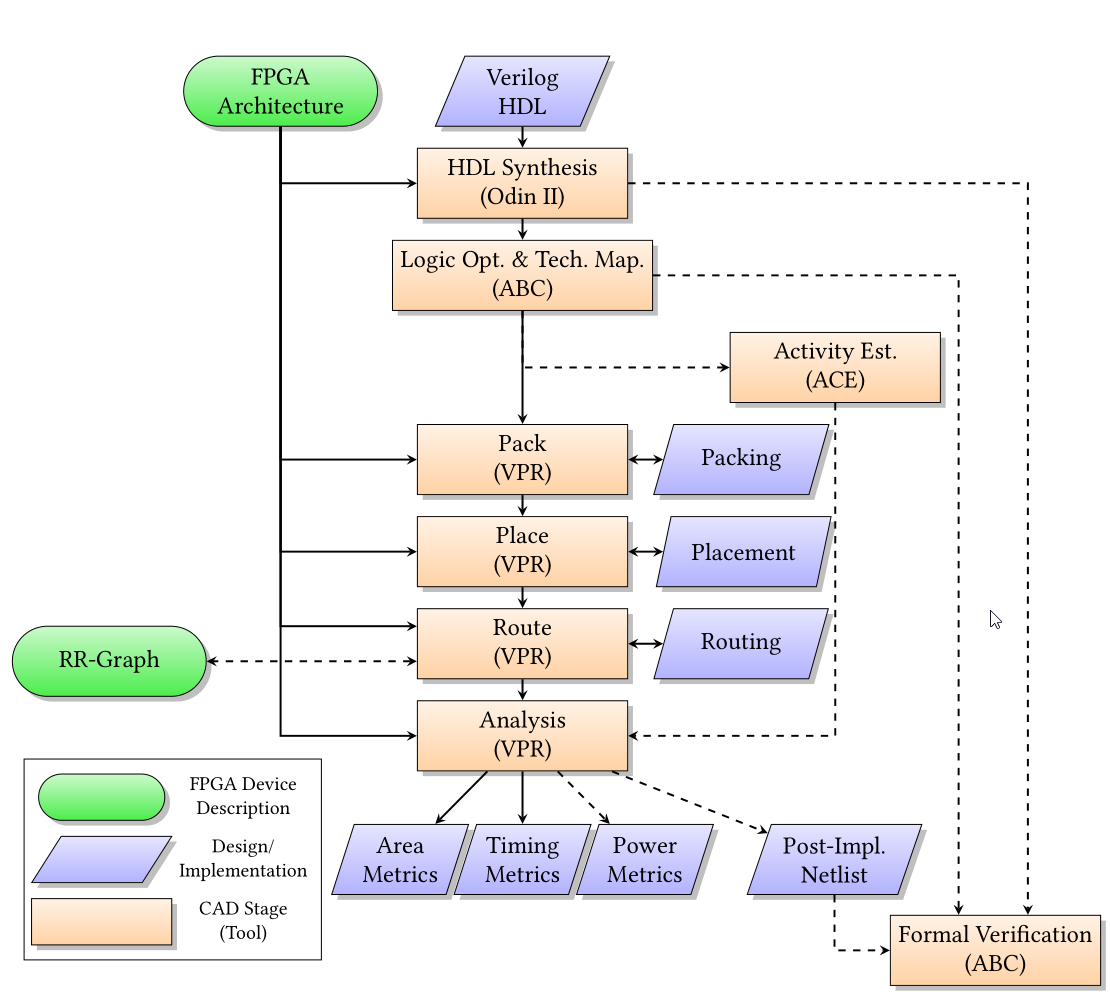 FPGA
Architecture
Verilog
HDL
HDL Synthesis
(Odin II)
Logic Opt. & Tech. Map.
(ABC)
Activity Est.
(ACE)
Pack
(VPR)
Packing
Place
(VPR)
Placement
Route
(VPR)
Routing
RR-Graph
Analysis
(VPR)
FPGA Device
Description
Design/
Implementation
CAD Stage
(Tool)
Area
Metrics
Timing
Metrics
Power
Metrics
Post-Impl.
Netlist
Formal Verification
(ABC)